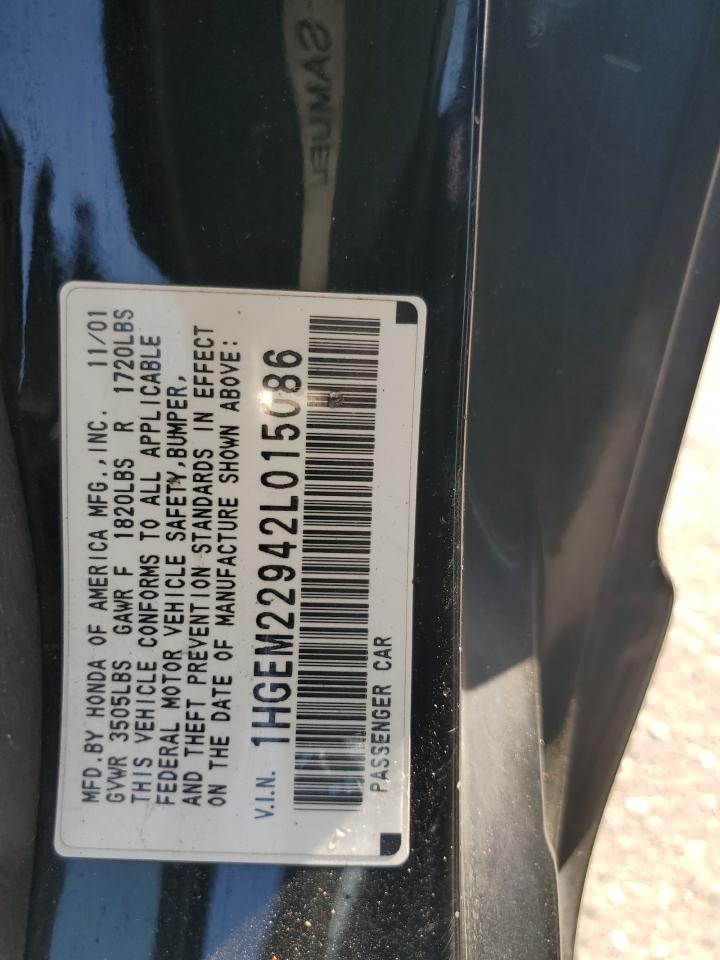 - SAMUEL
MFD.BY HONDA OF AMERICA MFG.,INC. 11/01
GVWR 3505LBS GAWR F 1820LBS R 1720LBS
THIS VEHICLE CONFORMS TO ALL APPLICABLE
FEDERAL MOTOR VEHICLE SAFETY,BUMPER,
AND THEFT PREVENTION STANDARDS IN EFFECT
ON THE DATE OF MANUFACTURE SHOWN ABOVE:
V.I.N. 1HGEM22942L015086
PASSENGER CAR